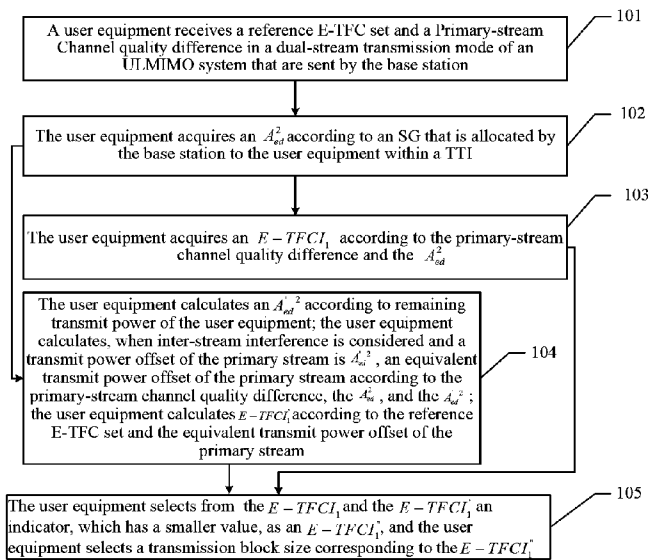 A user equipment receives a reference E-TFC set and a Primary-stream
Channel quality difference in a dual-stream transmission mode of an
ULMIMO system that are sent by the base station
101
The user equipment acquires an A²ed according to an SG that is allocated by
the base station to the user equipment within a TTI
102
The user equipment acquires an E − TFCI₁ according to the primary-stream
channel quality difference and the A²ed
103
The user equipment calculates an A'ed² according to remaining
transmit power of the user equipment; the user equipment
calculates, when inter-stream interference is considered and a
transmit power offset of the primary stream is A'ed², an equivalent
transmit power offset of the primary stream according to the
primary-stream channel quality difference, the A²ed, and the A'ed² ;
the user equipment calculates E − TFCI₁' according to the reference
E-TFC set and the equivalent transmit power offset of the
primary stream
104
The user equipment selects from the E − TFCI₁ and the E − TFCI₁' an
indicator, which has a smaller value, as an E − TFCI₁'', and the user
equipment selects a transmission block size corresponding to the E − TFCI₁''
105